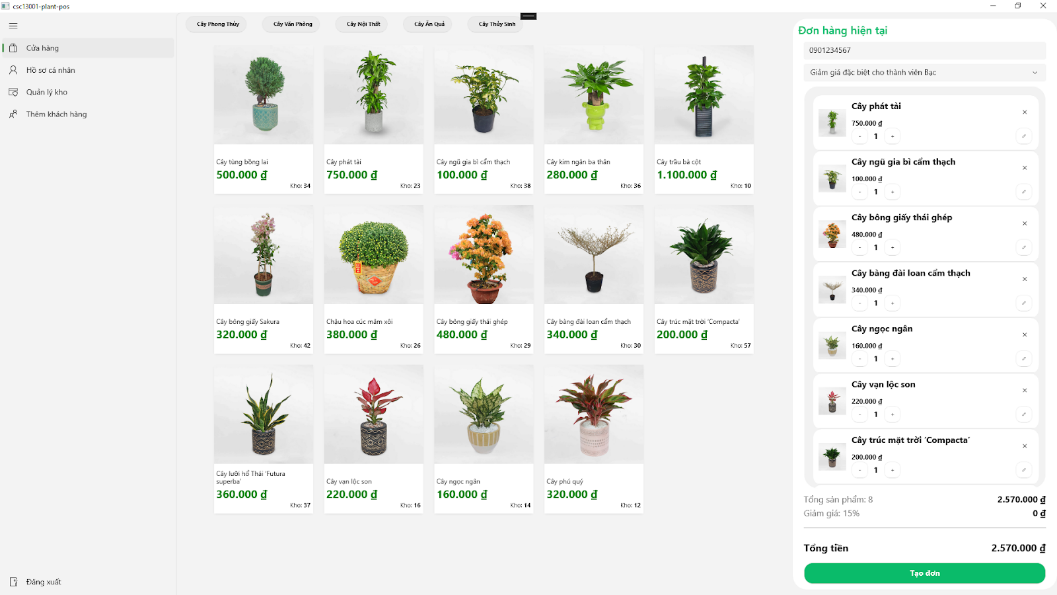 csc13001-plant-pos
Cửa hàng
Hồ sơ cá nhân
Quản lý kho
Thêm khách hàng
Đăng xuất
Cây Phong Thủy
Cây Văn Phòng
Cây Nội Thất
Cây Ăn Quả
Cây Thủy Sinh
Cây tùng bồng lai
500.000 ₫
Kho: 34
Cây phát tài
750.000 ₫
Kho: 23
Cây ngũ gia bì cẩm thạch
100.000 ₫
Kho: 38
Cây kim ngân ba thân
280.000 ₫
Kho: 36
Cây trầu bà cột
1.100.000 ₫
Kho: 10
Cây bông giấy Sakura
320.000 ₫
Kho: 42
Chậu hoa cúc mâm xôi
380.000 ₫
Kho: 26
Cây bông giấy thái ghép
480.000 ₫
Kho: 29
Cây bàng đài loan cẩm thạch
340.000 ₫
Kho: 30
Cây trúc mặt trời 'Compacta'
200.000 ₫
Kho: 57
Cây lưỡi hổ Thái 'Futura
superba'
360.000 ₫
Kho: 37
Cây vạn lộc son
220.000 ₫
Kho: 16
Cây ngọc ngân
160.000 ₫
Kho: 14
Cây phú quý
320.000 ₫
Kho: 12
Đơn hàng hiện tại
0901234567
Giảm giá đặc biệt cho thành viên Bạc
Cây phát tài
750.000 ₫
- 1 +
Cây ngũ gia bì cẩm thạch
100.000 ₫
- 1 +
Cây bông giấy thái ghép
480.000 ₫
- 1 +
Cây bàng đài loan cẩm thạch
340.000 ₫
- 1 +
Cây ngọc ngân
160.000 ₫
- 1 +
Cây vạn lộc son
220.000 ₫
- 1 +
Cây trúc mặt trời 'Compacta'
200.000 ₫
- 1 +
Tổng sản phẩm: 8 2.570.000 ₫
Giảm giá: 15% 0 ₫
Tổng tiền 2.570.000 ₫
Tạo đơn